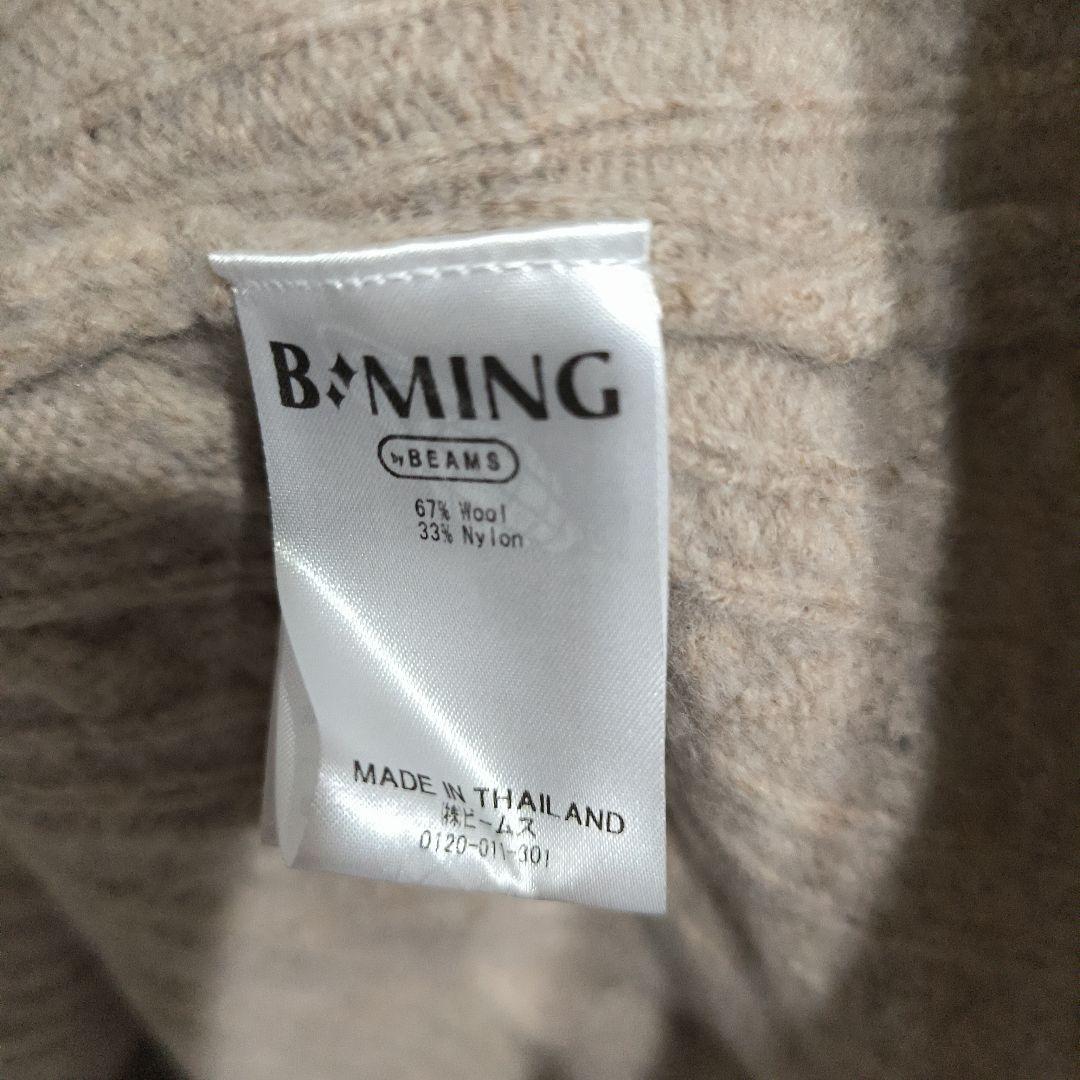 B MING
by BEAMS
67% Wool
33% Nylon
MADE IN THAILAND
㈱ビームス
0120-011-301